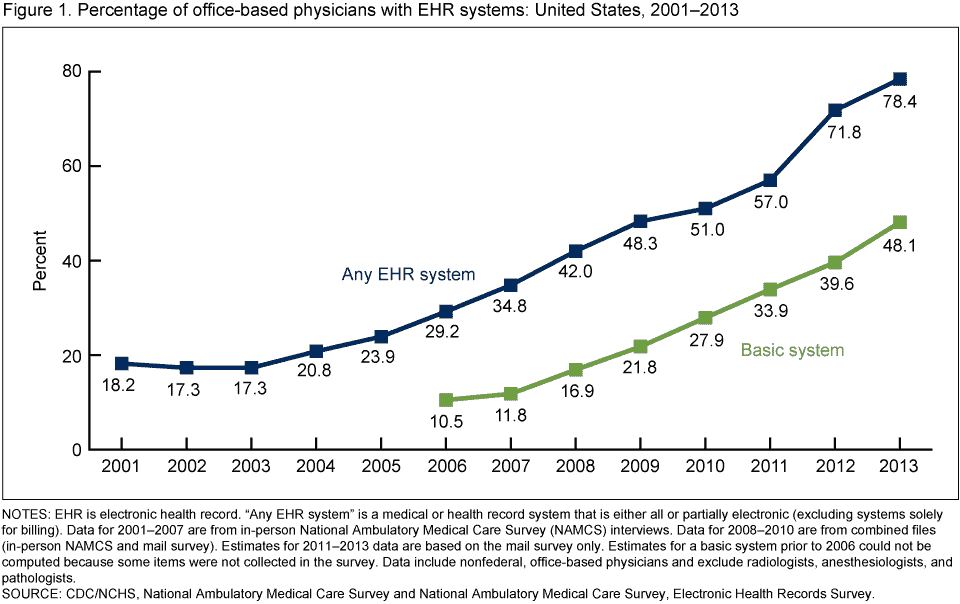 Figure 1. Percentage of office-based physicians with EHR systems: United States, 2001–2013
80
78.4
71.8
60
57.0
51.0
48.3
48.1
Percent
40
Any EHR system
42.0
39.6
34.8
33.9
29.2
27.9
Basic system
23.9
21.8
20
20.8
18.2
17.3
17.3
16.9
11.8
10.5
0
2001 2002 2003 2004 2005 2006 2007 2008 2009 2010 2011 2012 2013
NOTES: EHR is electronic health record. “Any EHR system” is a medical or health record system that is either all or partially electronic (excluding systems solely
for billing). Data for 2001–2007 are from in-person National Ambulatory Medical Care Survey (NAMCS) interviews. Data for 2008–2010 are from combined files
(in-person NAMCS and mail survey). Estimates for 2011–2013 data are based on the mail survey only. Estimates for a basic system prior to 2006 could not be
computed because some items were not collected in the survey. Data include nonfederal, office-based physicians and exclude radiologists, anesthesiologists, and
pathologists.
SOURCE: CDC/NCHS, National Ambulatory Medical Care Survey and National Ambulatory Medical Care Survey, Electronic Health Records Survey.